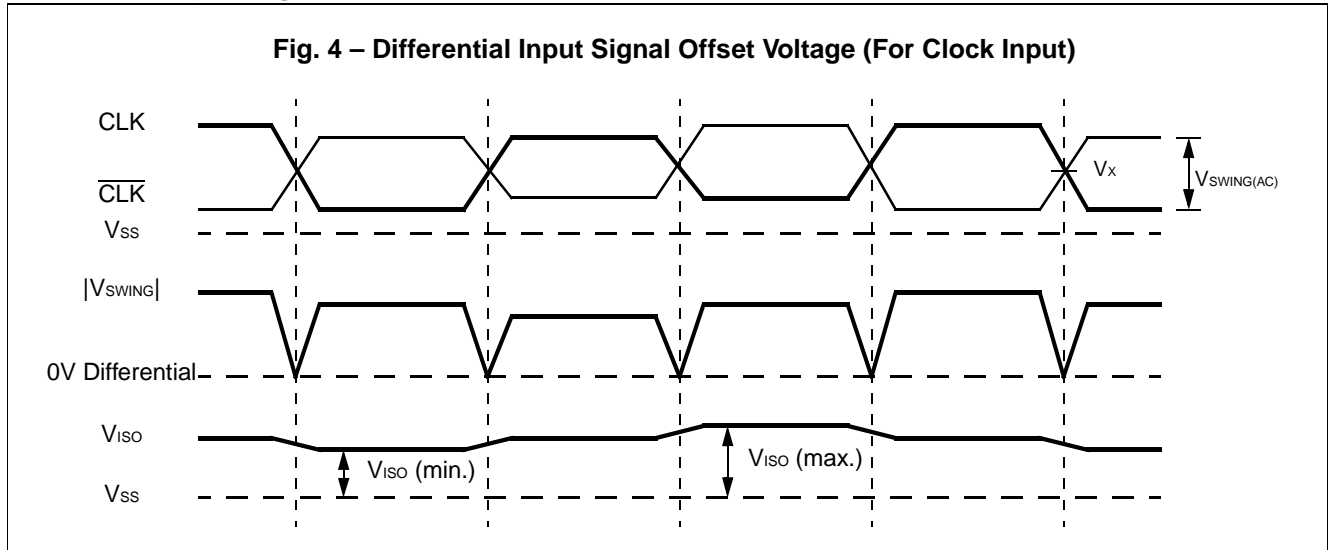 Fig. 4 – Differential Input Signal Offset Voltage (For Clock Input)
CLK
CLK
VSS
VX
VSWING(AC)
|VSWING|
0V Differential
VISO
VISO (min.)
VISO (max.)
VSS